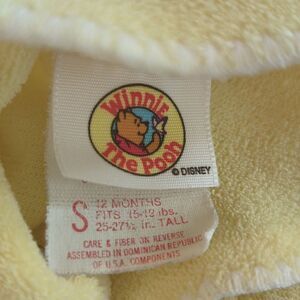 Winnie
The Pooh
© DISNEY
S 12 MONTHS
FITS 15-19 lbs.
25-27½ in. TALL
CARE & FIBER ON REVERSE
ASSEMBLED IN DOMINICAN REPUBLIC
OF U.S.A. COMPONENTS